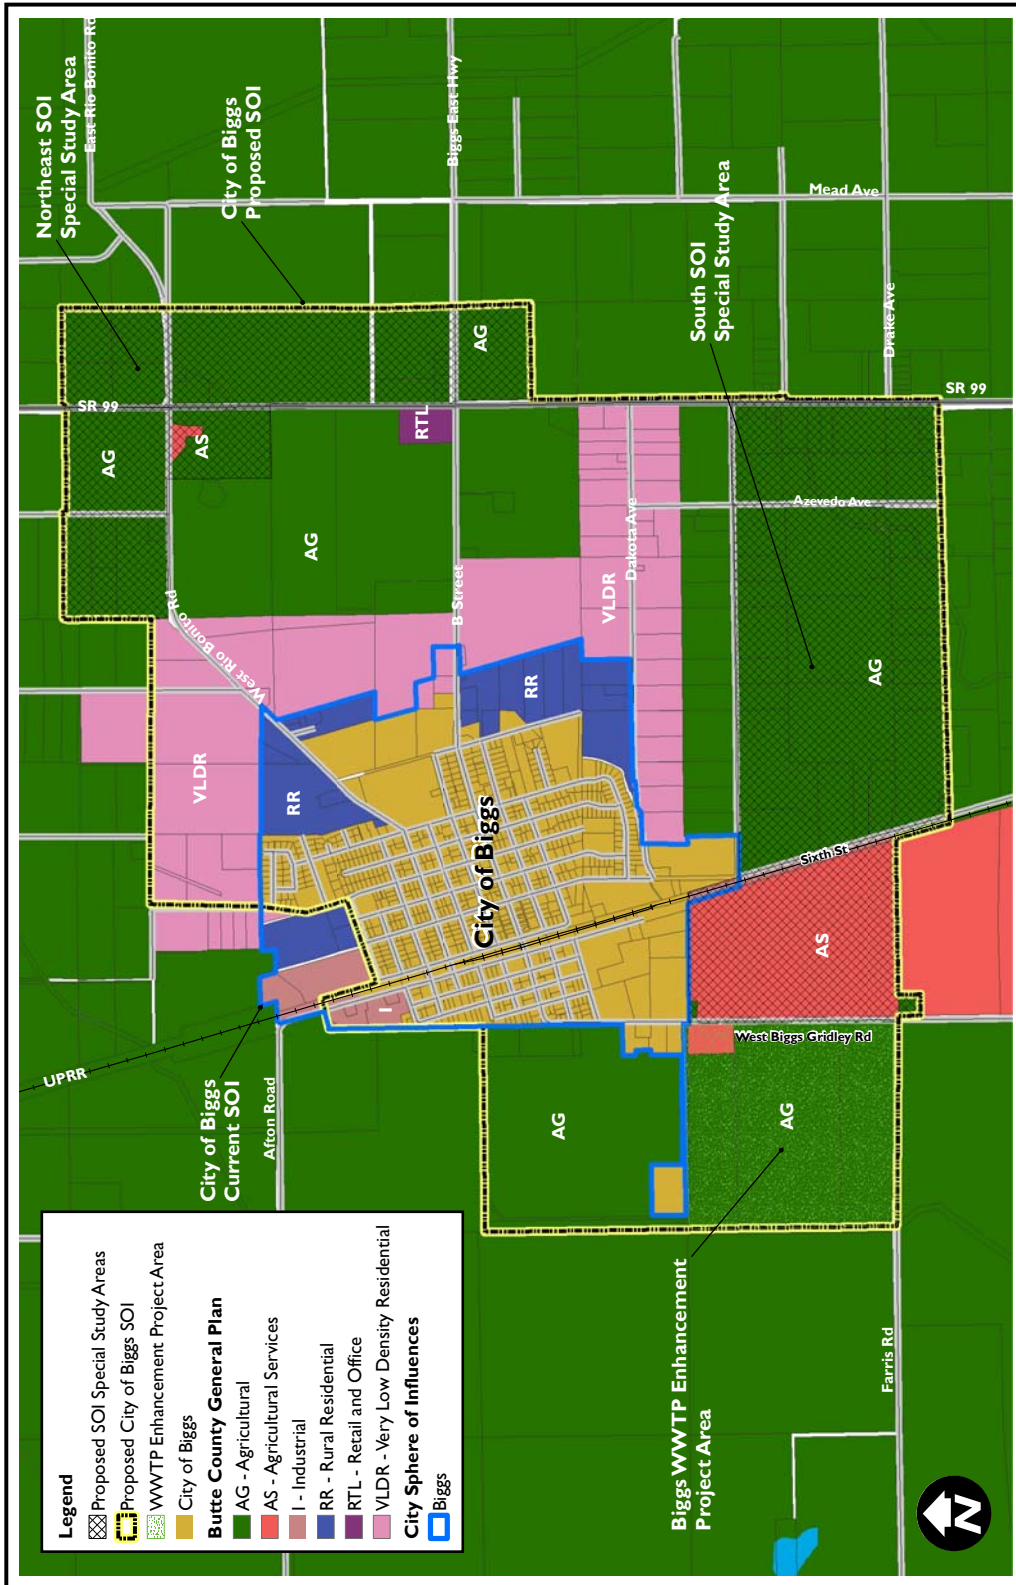 Northeast SOI
Special Study Area
East Rio Bonito Rd
City of Biggs
Proposed SOI
Biggs East Hwy
Mead Ave
South SOI
Special Study Area
Drake Ave
SR 99
SR 99
AG
AG
AS
RTL
AG
Azevedo Ave
Dakota Ave
VLDR
B Street
West Rio Bonito Rd
RR
AG
VLDR
RR
City of Biggs
Sixth St
AS
I
West Biggs Gridley Rd
UPRR
City of Biggs
Current SOI
Afton Road
AG
AG
Biggs WWTP Enhancement
Project Area
Farris Rd
Legend
Proposed SOI Special Study Areas
Proposed City of Biggs SOI
WWTP Enhancement Project Area
City of Biggs
Butte County General Plan
AG - Agricultural
AS - Agricultural Services
I - Industrial
RR - Rural Residential
RTL - Retail and Office
VLDR - Very Low Density Residential
City Sphere of Influences
Biggs
N